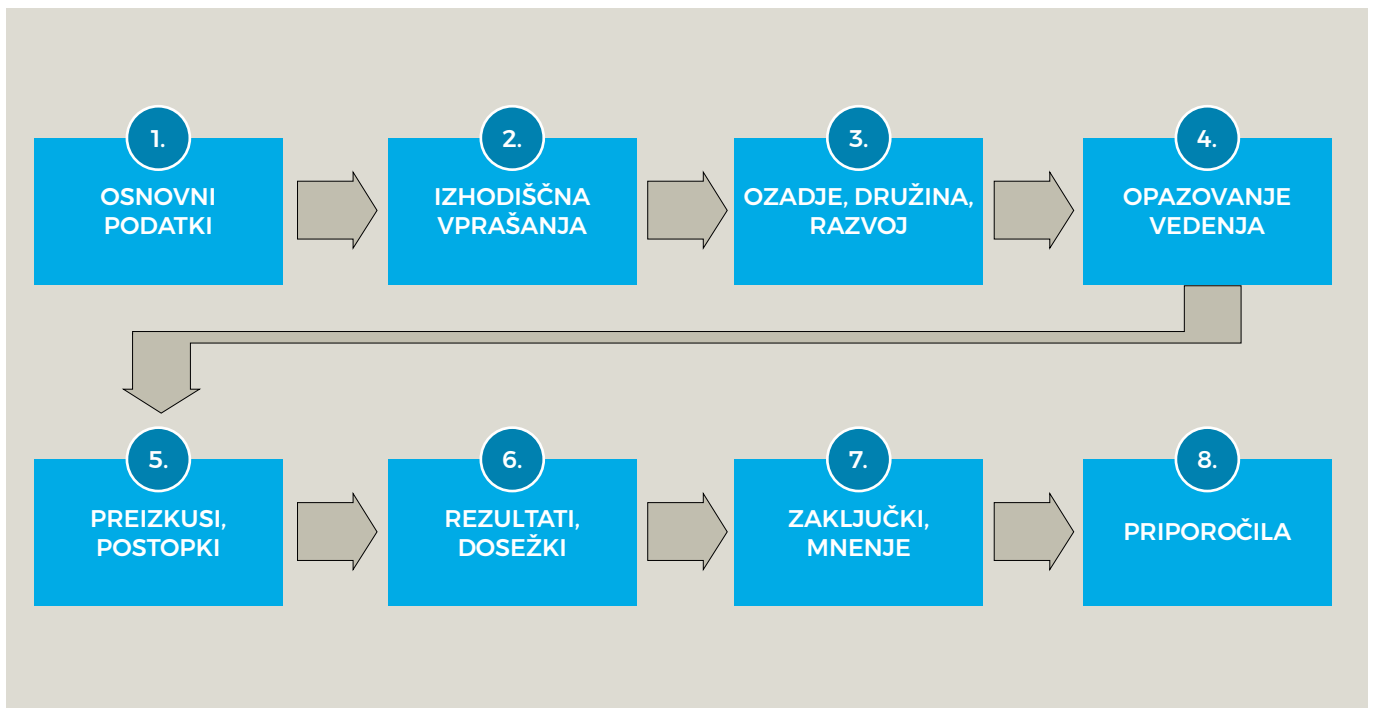 1.
OSNOVNI
PODATKI
2.
IZHODIŠČNA
VPRAŠANJA
3.
OZADJE, DRUŽINA,
RAZVOJ
4.
OPAZOVANJE
VEDENJA
5.
PREIZKUSI,
POSTOPKI
6.
REZULTATI,
DOSEŽKI
7.
ZAKLJUČKI,
MNENJE
8.
PRIPOROČILA